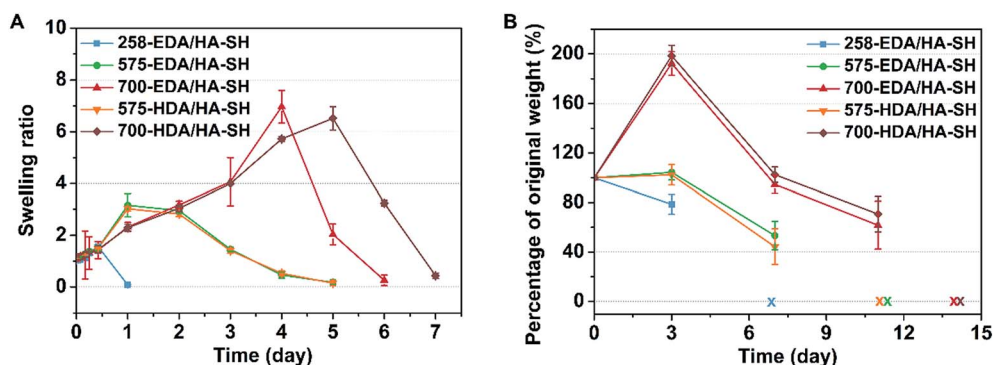 A
10
8
6
4
2
0
Swelling ratio
258-EDA/HA-SH
575-EDA/HA-SH
700-EDA/HA-SH
575-HDA/HA-SH
700-HDA/HA-SH
0 1 2 3 4 5 6 7
Time (day)
B
200
160
120
80
40
0
Percentage of original weight (%)
258-EDA/HA-SH
575-EDA/HA-SH
700-EDA/HA-SH
575-HDA/HA-SH
700-HDA/HA-SH
x x x x x
0 3 6 9 12 15
Time (day)